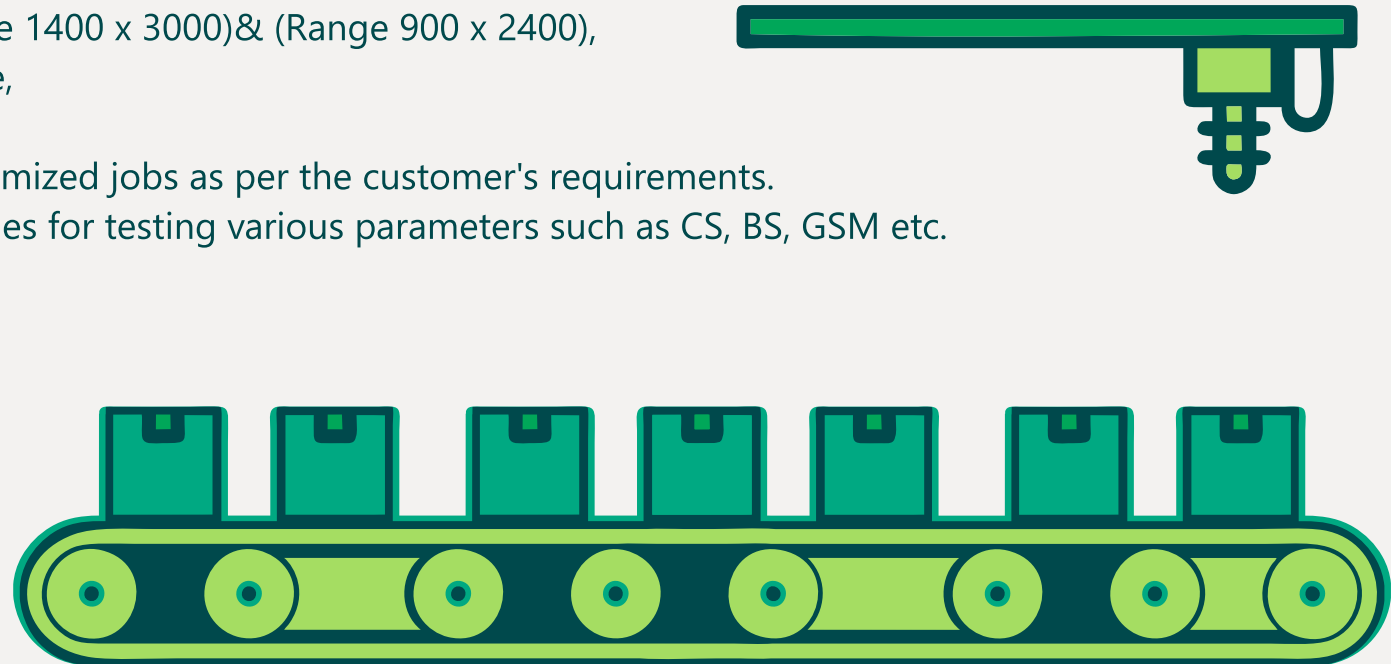 e 1400 x 3000)& (Range 900 x 2400),
e,
mized jobs as per the customer's requirements.
es for testing various parameters such as CS, BS, GSM etc.